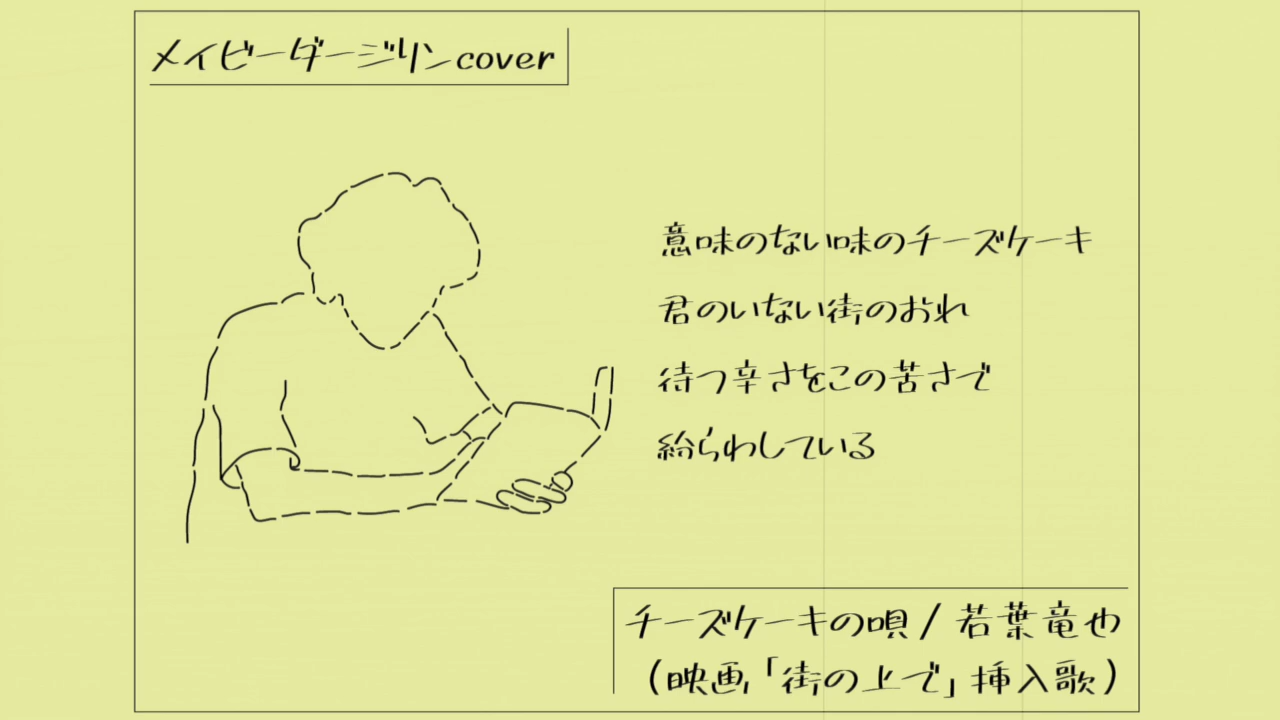 メイビーダージリンcover
意味のない味のチーズケーキ
君のいない街のおれ
待つ辛さをこの苦さで
紛らわしている
チーズケーキの唄/若葉竜也
(映画「街の上で」挿入歌)